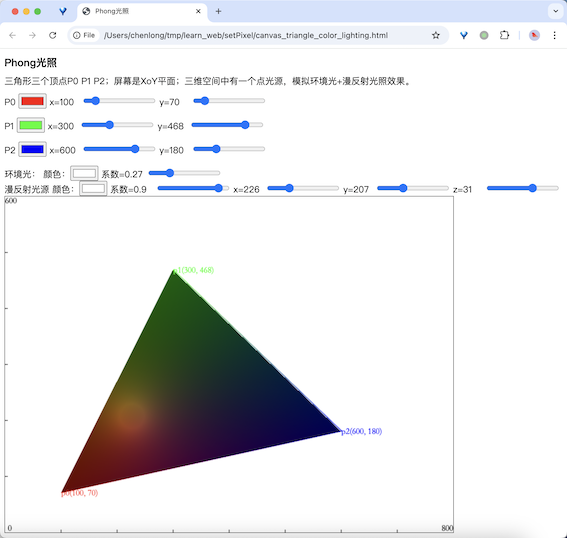 Phong光照
File /Users/chenlong/tmp/learn_web/setPixel/canvas_triangle_color_lighting.html
Phong光照
三角形三个顶点P0 P1 P2；屏幕是XoY平面；三维空间中有一个点光源，模拟环境光+漫反射光照效果。
P0 x=100 y=70
P1 x=300 y=468
P2 x=600 y=180
环境光： 颜色： 系数=0.27
漫反射光源 颜色： 系数=0.9 x=226 y=207 z=31
600
p1(300, 468)
p2(600, 180)
p0(100, 70)
0 800